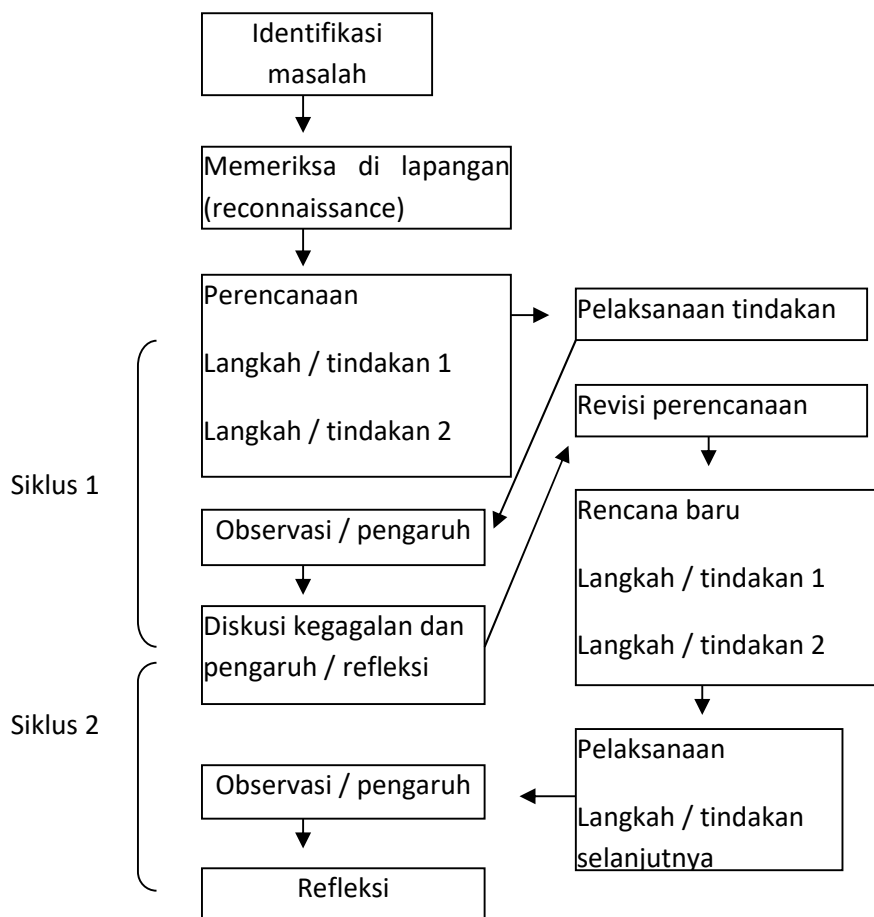 Identifikasi
masalah
Memeriksa di lapangan
(reconnaissance)
Perencanaan
Langkah / tindakan 1
Langkah / tindakan 2
Pelaksanaan tindakan
Siklus 1
Observasi / pengaruh
Diskusi kegagalan dan
pengaruh / refleksi
Revisi perencanaan
Rencana baru
Langkah / tindakan 1
Langkah / tindakan 2
Siklus 2
Pelaksanaan
Langkah / tindakan
selanjutnya
Observasi / pengaruh
Refleksi